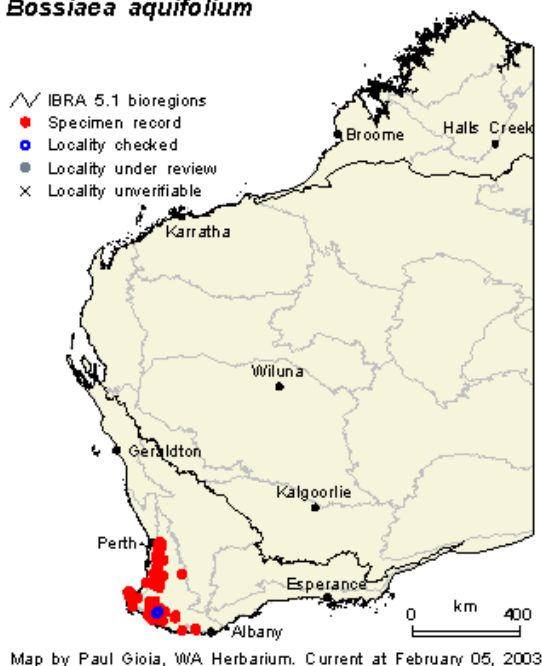 Bossiaea aquifolium
IBRA 5.1 bioregions
Specimen record
Locality checked
Locality under review
Locality unverifiable
Broome
Halls Creek
Karratha
Wiluna
Geraldton
Kalgoorlie
Perth
Esperance
Albany
km
0 400
Map by Paul Gioia, WA Herbarium. Current at February 05, 2003